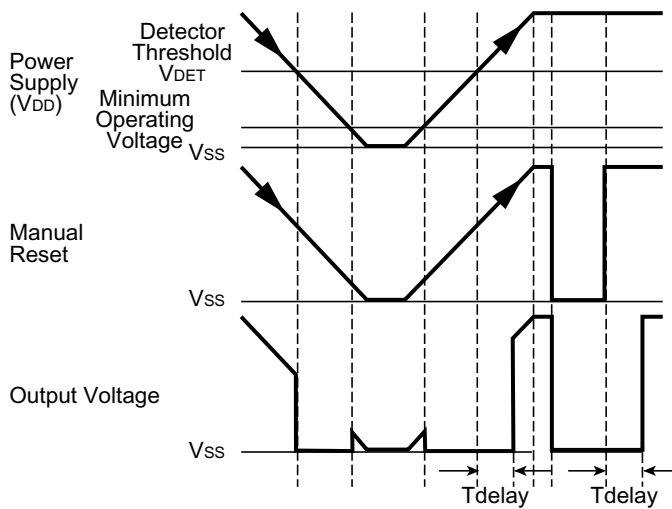 Detector
Threshold
VDET
Power
Supply
(VDD)
Minimum
Operating
Voltage
VSS
Manual
Reset
VSS
Output Voltage
VSS
Tdelay
Tdelay